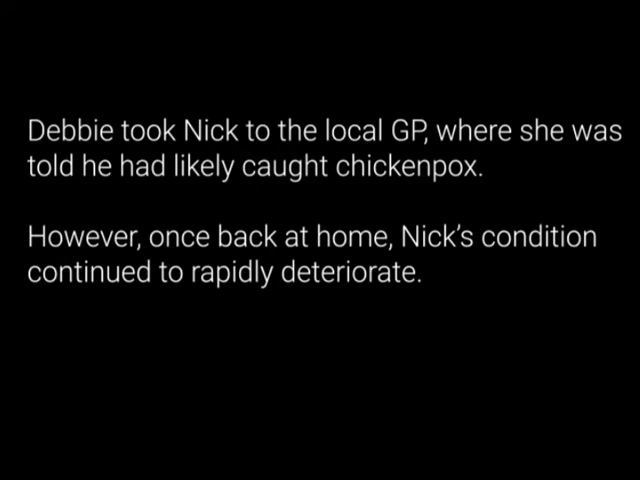 Debbie took Nick to the local GP, where she was
told he had likely caught chickenpox.
However, once back at home, Nick’s condition
continued to rapidly deteriorate.